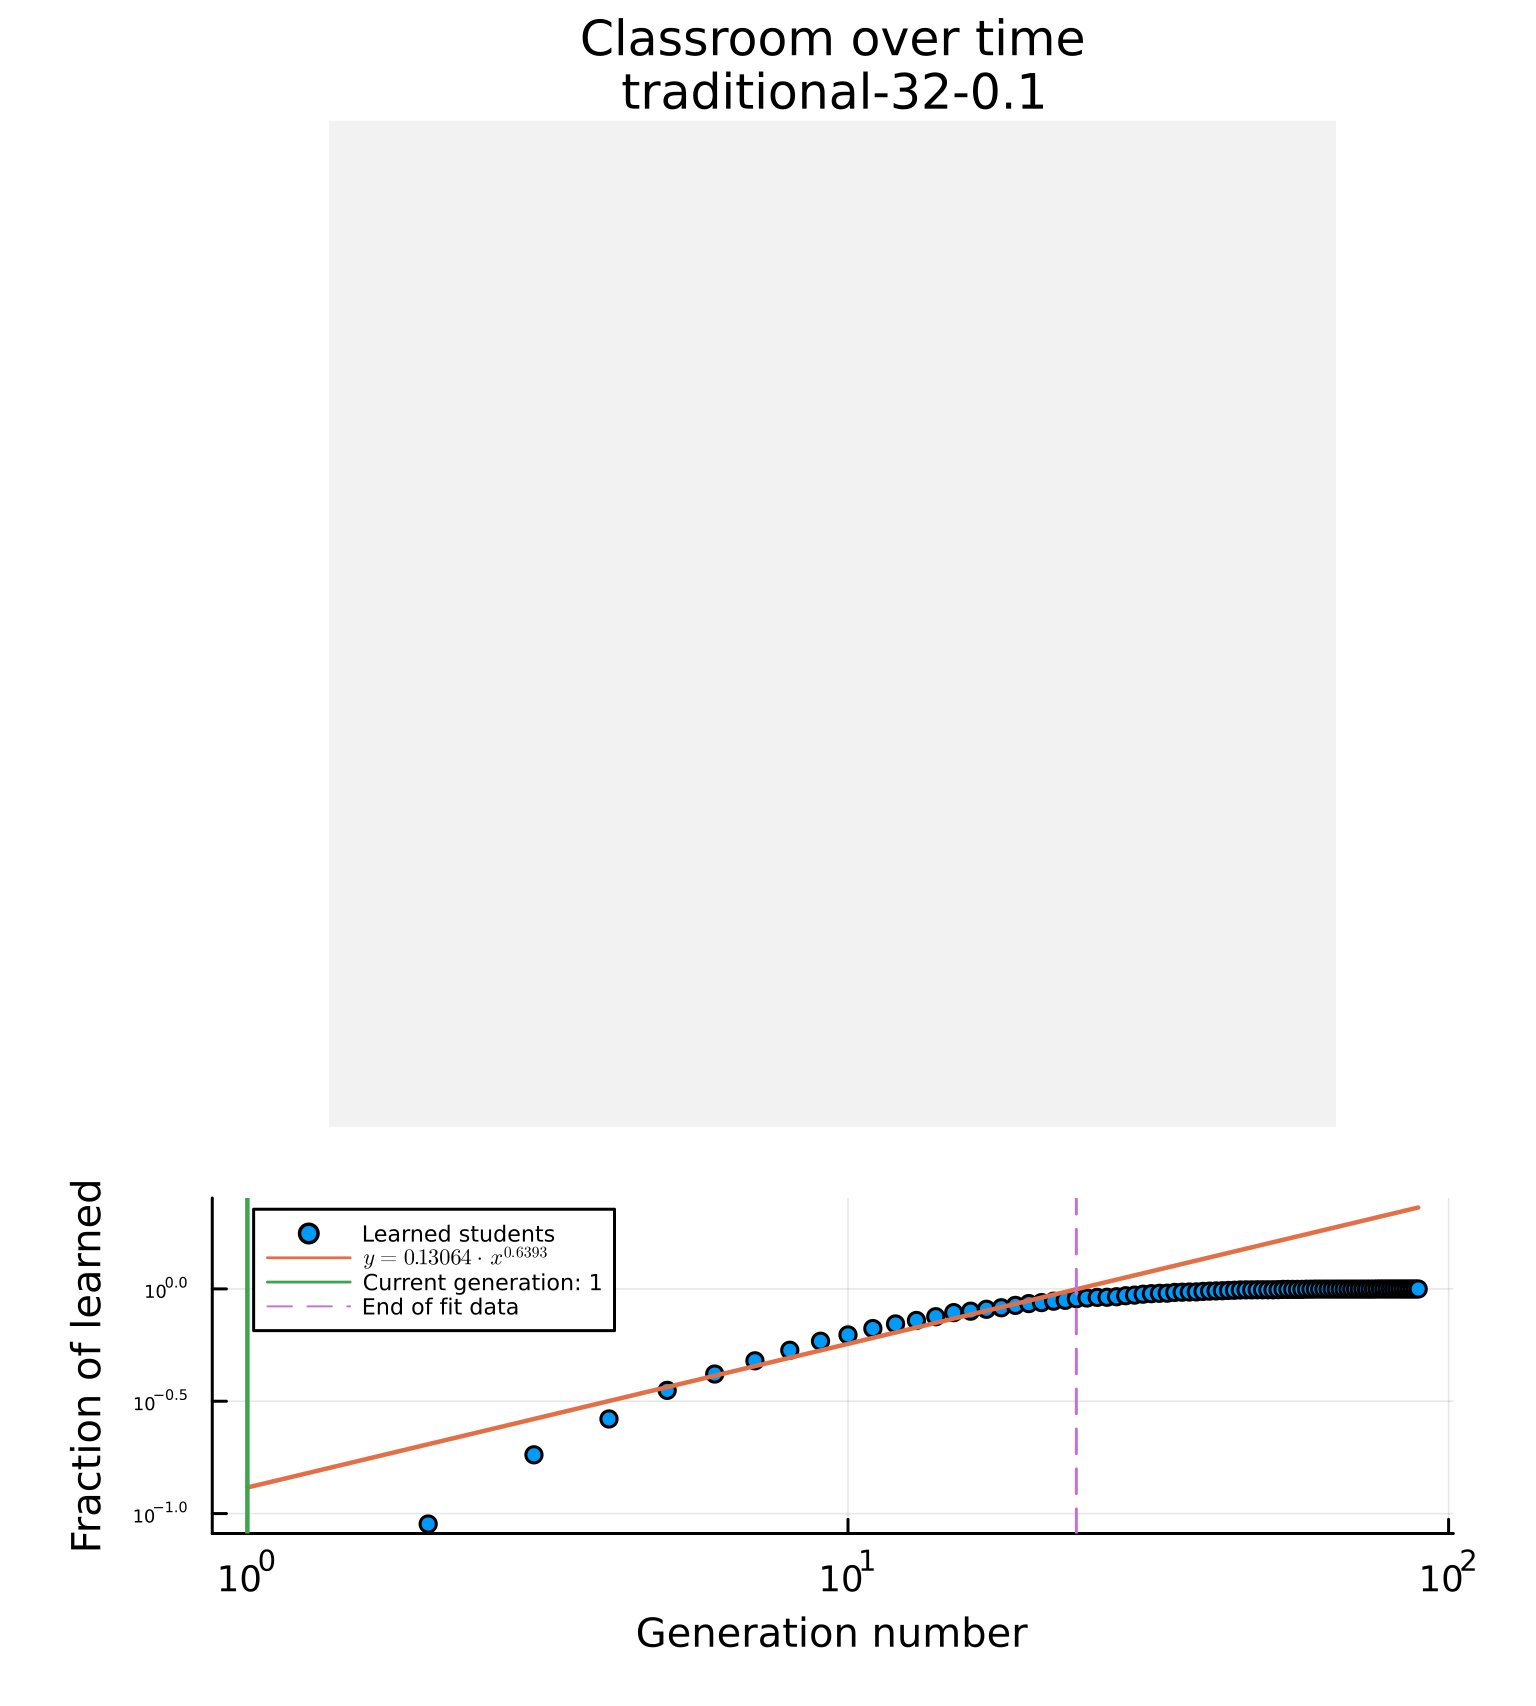 Classroom over time
traditional-32-0.1
Fraction of learned
Learned students
y = 0.13064 · x^0.6393
Current generation: 1
End of fit data
10^0.0
10^−0.5
10^−1.0
10^0 10^1 10^2
Generation number